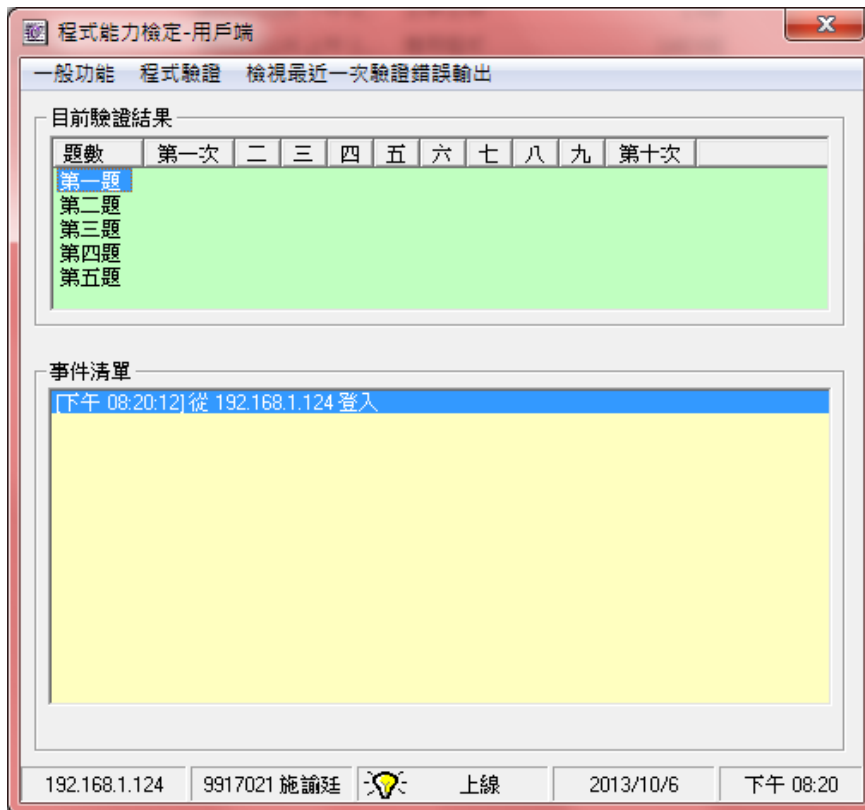 程式能力檢定-用戶端
一般功能 程式驗證 檢視最近一次驗證錯誤輸出
目前驗證結果
題數 第一次 二 三 四 五 六 七 八 九 第十次
第一題
第二題
第三題
第四題
第五題
事件清單
[下午 08:20:12] 從 192.168.1.124 登入
192.168.1.124 9917021 施諭廷 上線 2013/10/6 下午 08:20